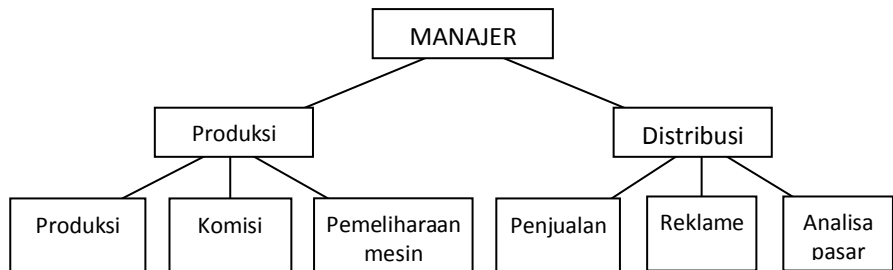 MANAJER
Produksi
Distribusi
Produksi
Komisi
Pemeliharaan
mesin
Penjualan
Reklame
Analisa
pasar